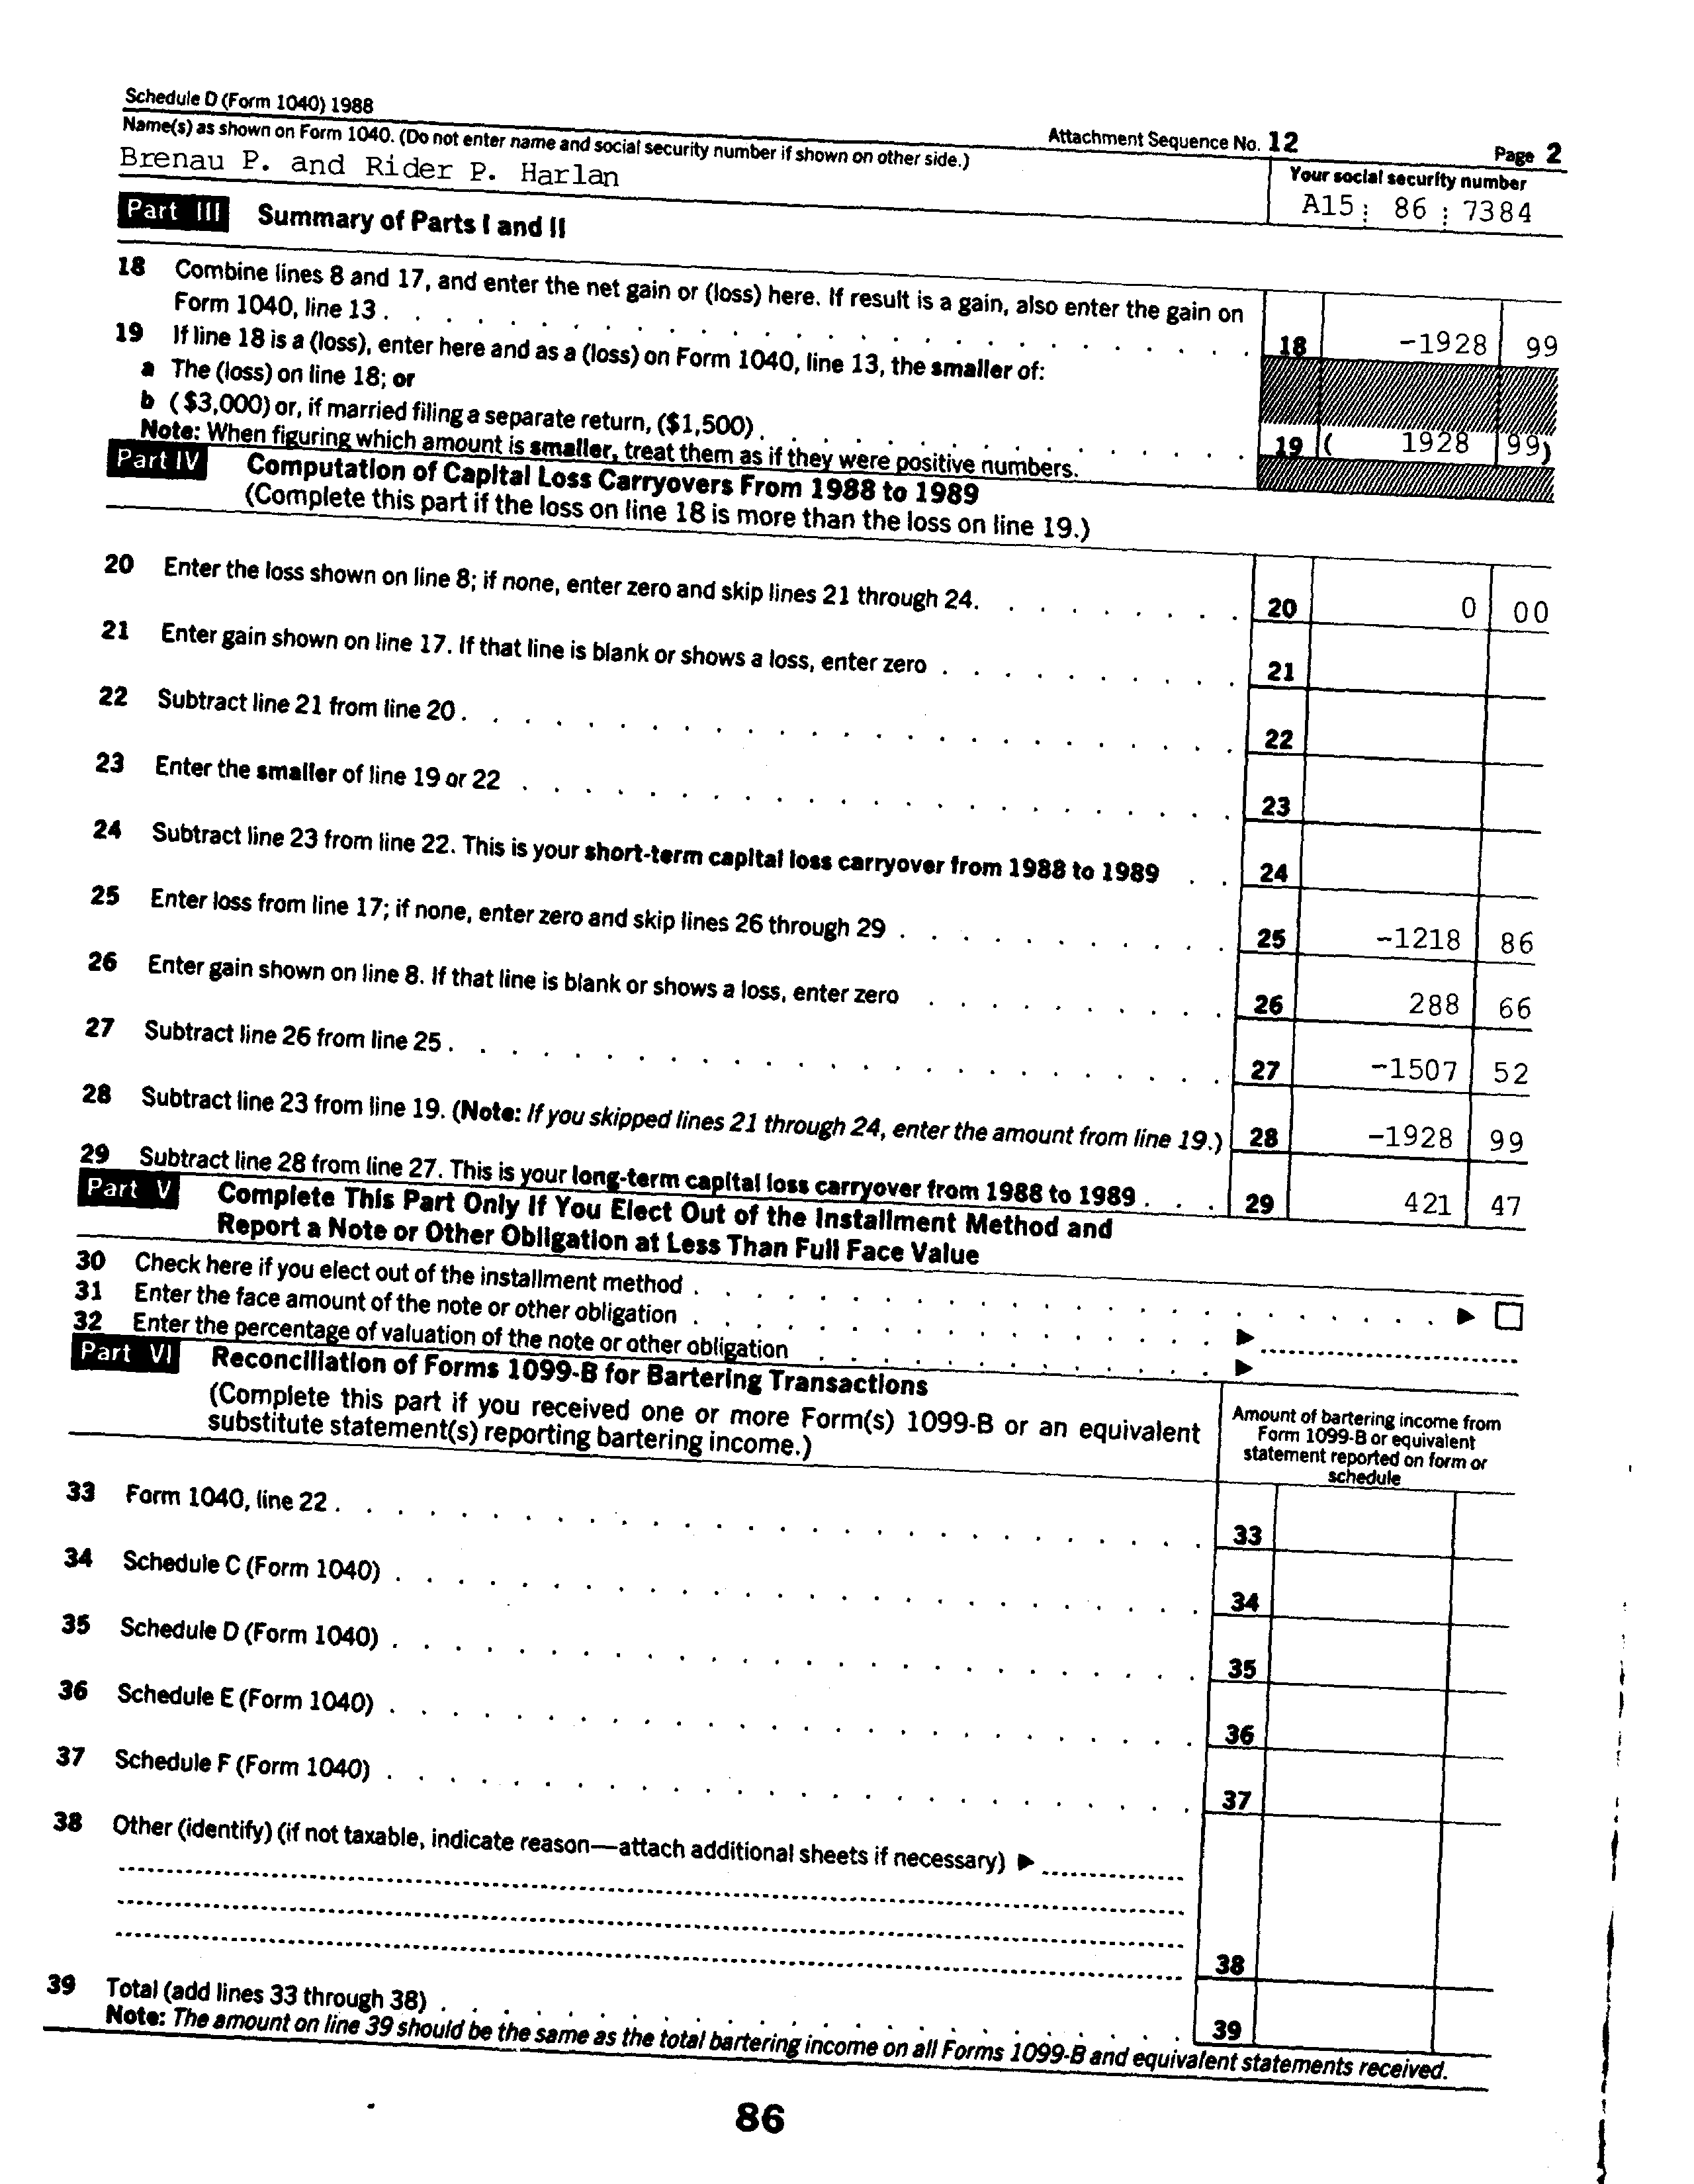 Schedule D (Form 1040) 1988
Attachment Sequence No. 12
Page 2
Name(s) as shown on Form 1040. (Do not enter name and social security number if shown on other side.)
Your social security number
Brenau P. and Rider P. Harlan
A15 86 7384
Part III Summary of Parts I and II
18 Combine lines 8 and 17, and enter the net gain or (loss) here. If result is a gain, also enter the gain on
Form 1040, line 13 . 18 -1928 99
19 If line 18 is a (loss), enter here and as a (loss) on Form 1040, line 13, the smaller of:
a The (loss) on line 18; or
b ($3,000) or, if married filing a separate return, ($1,500) . 19 ( 1928 99)
Note: When figuring which amount is smaller, treat them as if they were positive numbers.
Part IV Computation of Capital Loss Carryovers From 1988 to 1989
(Complete this part if the loss on line 18 is more than the loss on line 19.)
20 Enter the loss shown on line 8; if none, enter zero and skip lines 21 through 24. 20 0 00
21 Enter gain shown on line 17. If that line is blank or shows a loss, enter zero . 21
22 Subtract line 21 from line 20 . 22
23 Enter the smaller of line 19 or 22 . 23
24 Subtract line 23 from line 22. This is your short-term capital loss carryover from 1988 to 1989 . 24
25 Enter loss from line 17; if none, enter zero and skip lines 26 through 29 . 25 -1218 86
26 Enter gain shown on line 8. If that line is blank or shows a loss, enter zero . 26 288 66
27 Subtract line 26 from line 25 . 27 -1507 52
28 Subtract line 23 from line 19. (Note: If you skipped lines 21 through 24, enter the amount from line 19.) 28 -1928 99
29 Subtract line 28 from line 27. This is your long-term capital loss carryover from 1988 to 1989 . 29 421 47
Part V Complete This Part Only If You Elect Out of the Installment Method and
Report a Note or Other Obligation at Less Than Full Face Value
30 Check here if you elect out of the installment method . ▶ □
31 Enter the face amount of the note or other obligation . ▶
32 Enter the percentage of valuation of the note or other obligation . ▶
Part VI Reconciliation of Forms 1099-B for Bartering Transactions
(Complete this part if you received one or more Form(s) 1099-B or an equivalent
substitute statement(s) reporting bartering income.)
Amount of bartering income from
Form 1099-B or equivalent
statement reported on form or
schedule
33 Form 1040, line 22 . 33
34 Schedule C (Form 1040) . 34
35 Schedule D (Form 1040) . 35
36 Schedule E (Form 1040) . 36
37 Schedule F (Form 1040) . 37
38 Other (identify) (if not taxable, indicate reason—attach additional sheets if necessary) ▶
38
39 Total (add lines 33 through 38) . 39
Note: The amount on line 39 should be the same as the total bartering income on all Forms 1099-B and equivalent statements received.
86